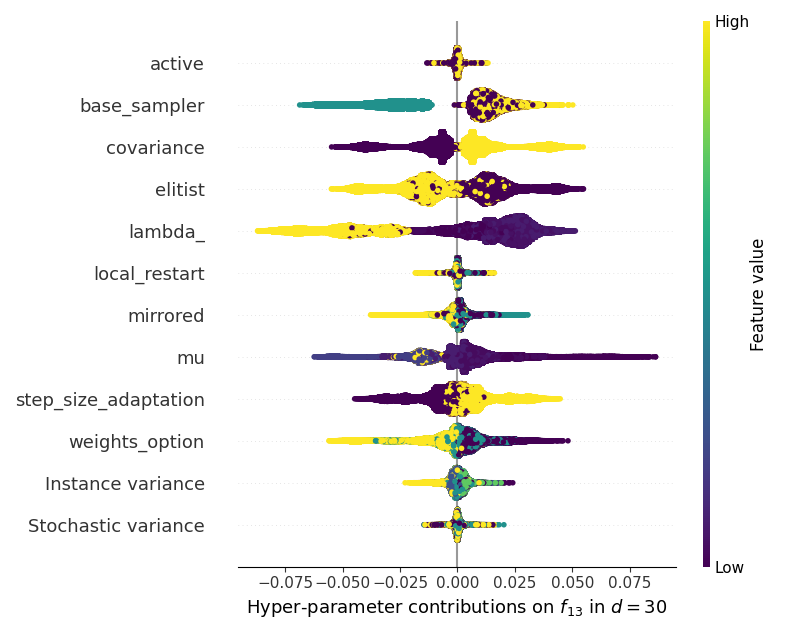 High
active
base_sampler
covariance
elitist
lambda_
local_restart
mirrored
mu
step_size_adaptation
weights_option
Instance variance
Stochastic variance
Feature value
Low
−0.075 −0.050 −0.025 0.000 0.025 0.050 0.075
Hyper-parameter contributions on f₁₃ in d = 30